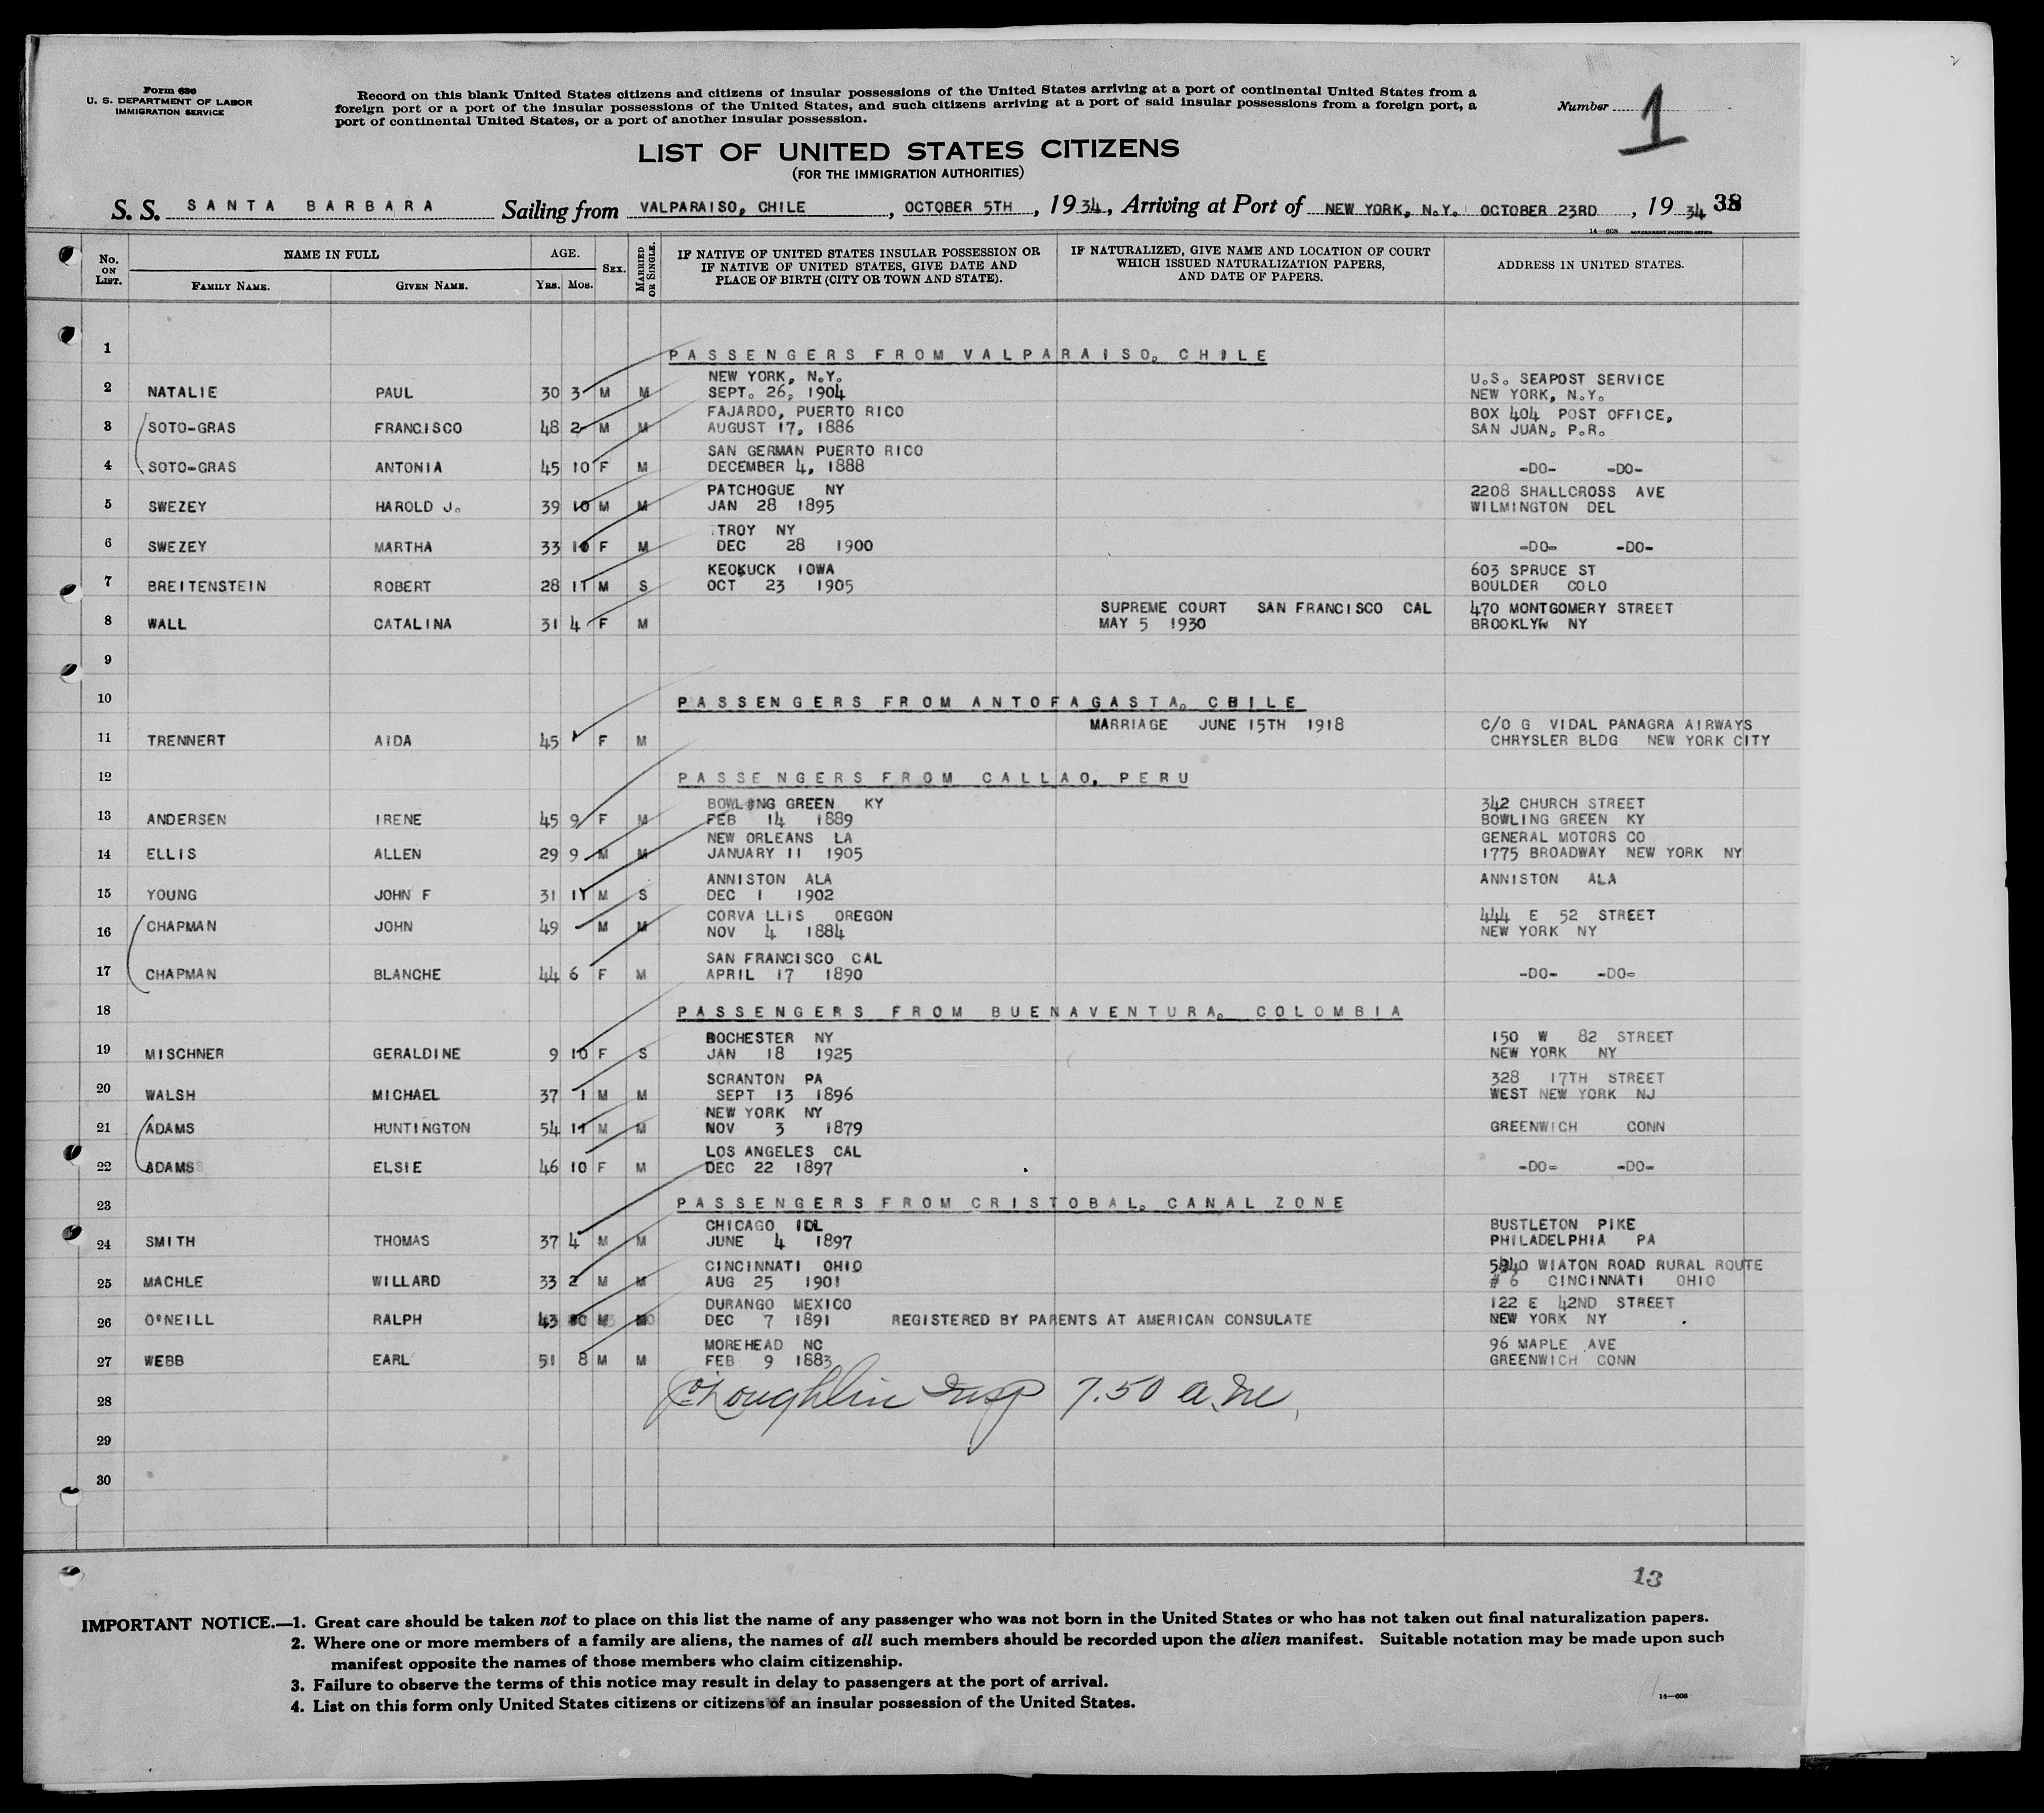 Form 630
U. S. DEPARTMENT OF LABOR
IMMIGRATION SERVICE
Record on this blank United States citizens and citizens of insular possessions of the United States arriving at a port of continental United States from a
foreign port or a port of the insular possessions of the United States, and such citizens arriving at a port of said insular possessions from a foreign port, a
port of continental United States, or a port of another insular possession.
Number 1
LIST OF UNITED STATES CITIZENS
(FOR THE IMMIGRATION AUTHORITIES)
S. S. SANTA BARBARA Sailing from VALPARAISO, CHILE, OCTOBER 5TH, 1934, Arriving at Port of NEW YORK, N.Y. OCTOBER 23RD, 1934 38
14-608 GOVERNMENT PRINTING OFFICE
No. ON LIST. NAME IN FULL AGE. SEX. MARRIED OR SINGLE. IF NATIVE OF UNITED STATES INSULAR POSSESSION OR IF NATIVE OF UNITED STATES, GIVE DATE AND PLACE OF BIRTH (CITY OR TOWN AND STATE). IF NATURALIZED, GIVE NAME AND LOCATION OF COURT WHICH ISSUED NATURALIZATION PAPERS, AND DATE OF PAPERS. ADDRESS IN UNITED STATES.
FAMILY NAME. GIVEN NAME. YRS. MOS.
1 PASSENGERS FROM VALPARAISO, CHILE
NEW YORK, N.Y. U.S. SEAPOST SERVICE
2 NATALIE PAUL 30 3 M M SEPT. 26, 1904 NEW YORK, N.Y.
FAJARDO, PUERTO RICO BOX 404 POST OFFICE,
3 SOTO-GRAS FRANCISCO 48 2 M M AUGUST 17, 1886 SAN JUAN, P.R.
SAN GERMAN PUERTO RICO
4 SOTO-GRAS ANTONIA 45 10 F M DECEMBER 4, 1888 -DO- -DO-
PATCHOGUE NY 2208 SHALLCROSS AVE
5 SWEZEY HAROLD J. 39 10 M M JAN 28 1895 WILMINGTON DEL
TROY NY
6 SWEZEY MARTHA 33 10 F M DEC 28 1900 -DO- -DO-
KEOKUCK IOWA 603 SPRUCE ST
7 BREITENSTEIN ROBERT 28 11 M S OCT 23 1905 BOULDER COLO
SUPREME COURT SAN FRANCISCO CAL 470 MONTGOMERY STREET
8 WALL CATALINA 31 4 F M MAY 5 1930 BROOKLYN NY
9
10 PASSENGERS FROM ANTOFAGASTA, CHILE
MARRIAGE JUNE 15TH 1918 C/O G VIDAL PANAGRA AIRWAYS
11 TRENNERT AIDA 45 1 F M CHRYSLER BLDG NEW YORK CITY
12 PASSENGERS FROM CALLAO, PERU
BOWLING GREEN KY 342 CHURCH STREET
13 ANDERSEN IRENE 45 9 F M FEB 14 1889 BOWLING GREEN KY
NEW ORLEANS LA GENERAL MOTORS CO
14 ELLIS ALLEN 29 9 M M JANUARY 11 1905 1775 BROADWAY NEW YORK NY
ANNISTON ALA ANNISTON ALA
15 YOUNG JOHN F 31 11 M S DEC 1 1902
CORVA LLIS OREGON 444 E 52 STREET
16 CHAPMAN JOHN 49 M M NOV 4 1884 NEW YORK NY
SAN FRANCISCO CAL
17 CHAPMAN BLANCHE 44 6 F M APRIL 17 1890 -DO- -DO-
18 PASSENGERS FROM BUENAVENTURA, COLOMBIA
ROCHESTER NY 150 W 82 STREET
19 MISCHNER GERALDINE 9 10 F S JAN 18 1925 NEW YORK NY
SCRANTON PA 328 17TH STREET
20 WALSH MICHAEL 37 1 M M SEPT 13 1896 WEST NEW YORK NJ
NEW YORK NY
21 ADAMS HUNTINGTON 54 11 M M NOV 3 1879 GREENWICH CONN
LOS ANGELES CAL
22 ADAMS ELSIE 46 10 F M DEC 22 1897 -DO- -DO-
23 PASSENGERS FROM CRISTOBAL, CANAL ZONE
CHICAGO IDL BUSTLETON PIKE
24 SMITH THOMAS 37 4 M M JUNE 4 1897 PHILADELPHIA PA
CINCINNATI OHIO WIATON ROAD RURAL ROUTE
25 MACHLE WILLARD 33 2 M M AUG 25 1901 #6 CINCINNATI OHIO
DURANGO MEXICO 122 E 42ND STREET
26 O'NEILL RALPH 43 M DEC 7 1891 REGISTERED BY PARENTS AT AMERICAN CONSULATE NEW YORK NY
MOREHEAD NC 96 MAPLE AVE
27 WEBB EARL 51 8 M M FEB 9 1883 GREENWICH CONN
28 O'Loughlin Insp 7.50 a.m.
29
30
13
IMPORTANT NOTICE.—1. Great care should be taken not to place on this list the name of any passenger who was not born in the United States or who has not taken out final naturalization papers.
2. Where one or more members of a family are aliens, the names of all such members should be recorded upon the alien manifest. Suitable notation may be made upon such
manifest opposite the names of those members who claim citizenship.
3. Failure to observe the terms of this notice may result in delay to passengers at the port of arrival.
4. List on this form only United States citizens or citizens of an insular possession of the United States.
14-608